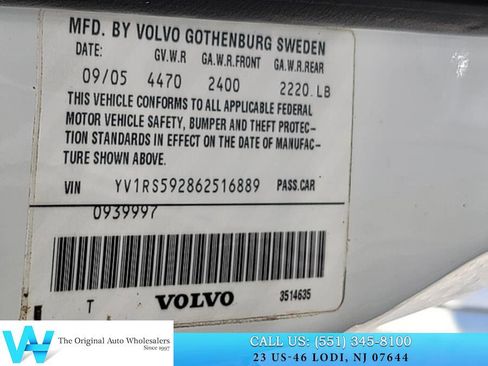 MFD. BY VOLVO GOTHENBURG SWEDEN
DATE: GV.W.R GA.W.R.FRONT GA.W.R.REAR
09/05 4470 2400 2220.LB
THIS VEHICLE CONFORMS TO ALL APPLICABLE FEDERAL
MOTOR VEHICLE SAFETY, BUMPER AND THEFT PROTEC-
TION STANDARDS IN EFFECT ON THE DATE OF MANUFAC-
TURE SHOWN ABOVE.
VIN YV1RS592862516889 PASS.CAR
0939997
T VOLVO 3514635
The Original Auto Wholesalers
Since 1997
CALL US: (551) 345-8100
23 US-46 LODI, NJ 07644